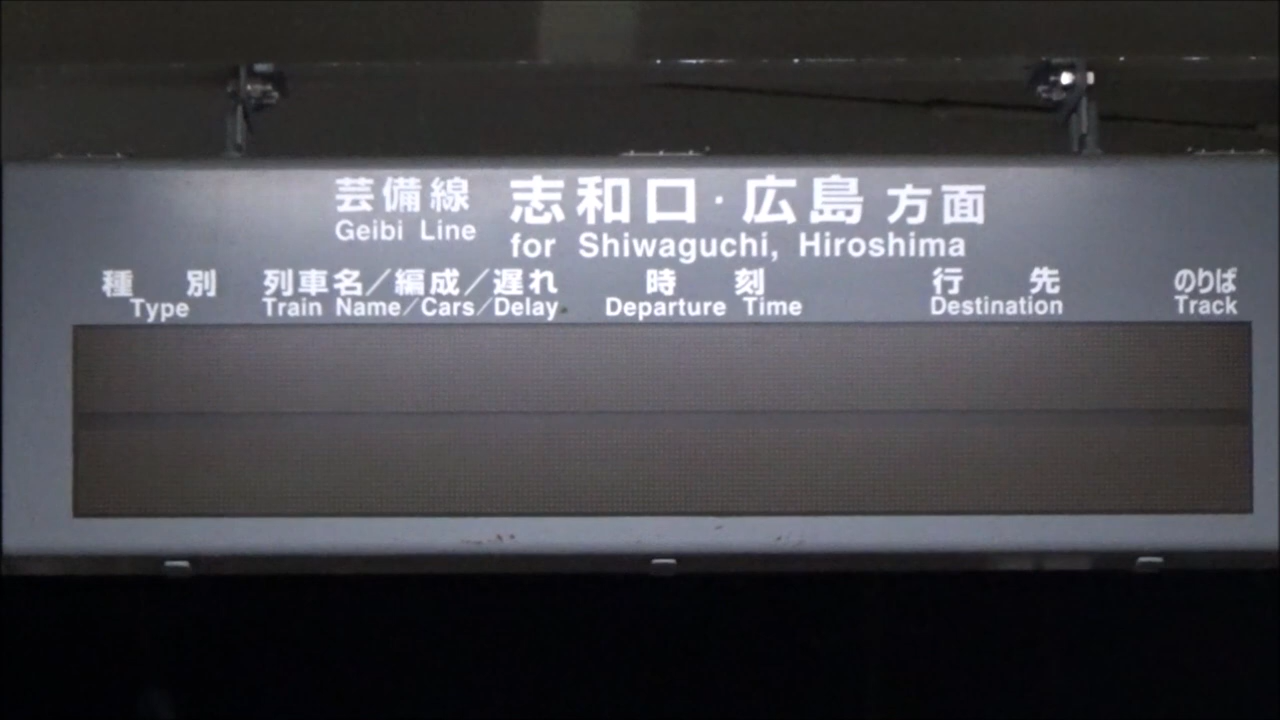 芸備線 志和口・広島 方面
Geibi Line for Shiwaguchi, Hiroshima
種別 列車名／編成／遅れ 時刻 行先 のりば
Type Train Name/Cars/Delay Departure Time Destination Track